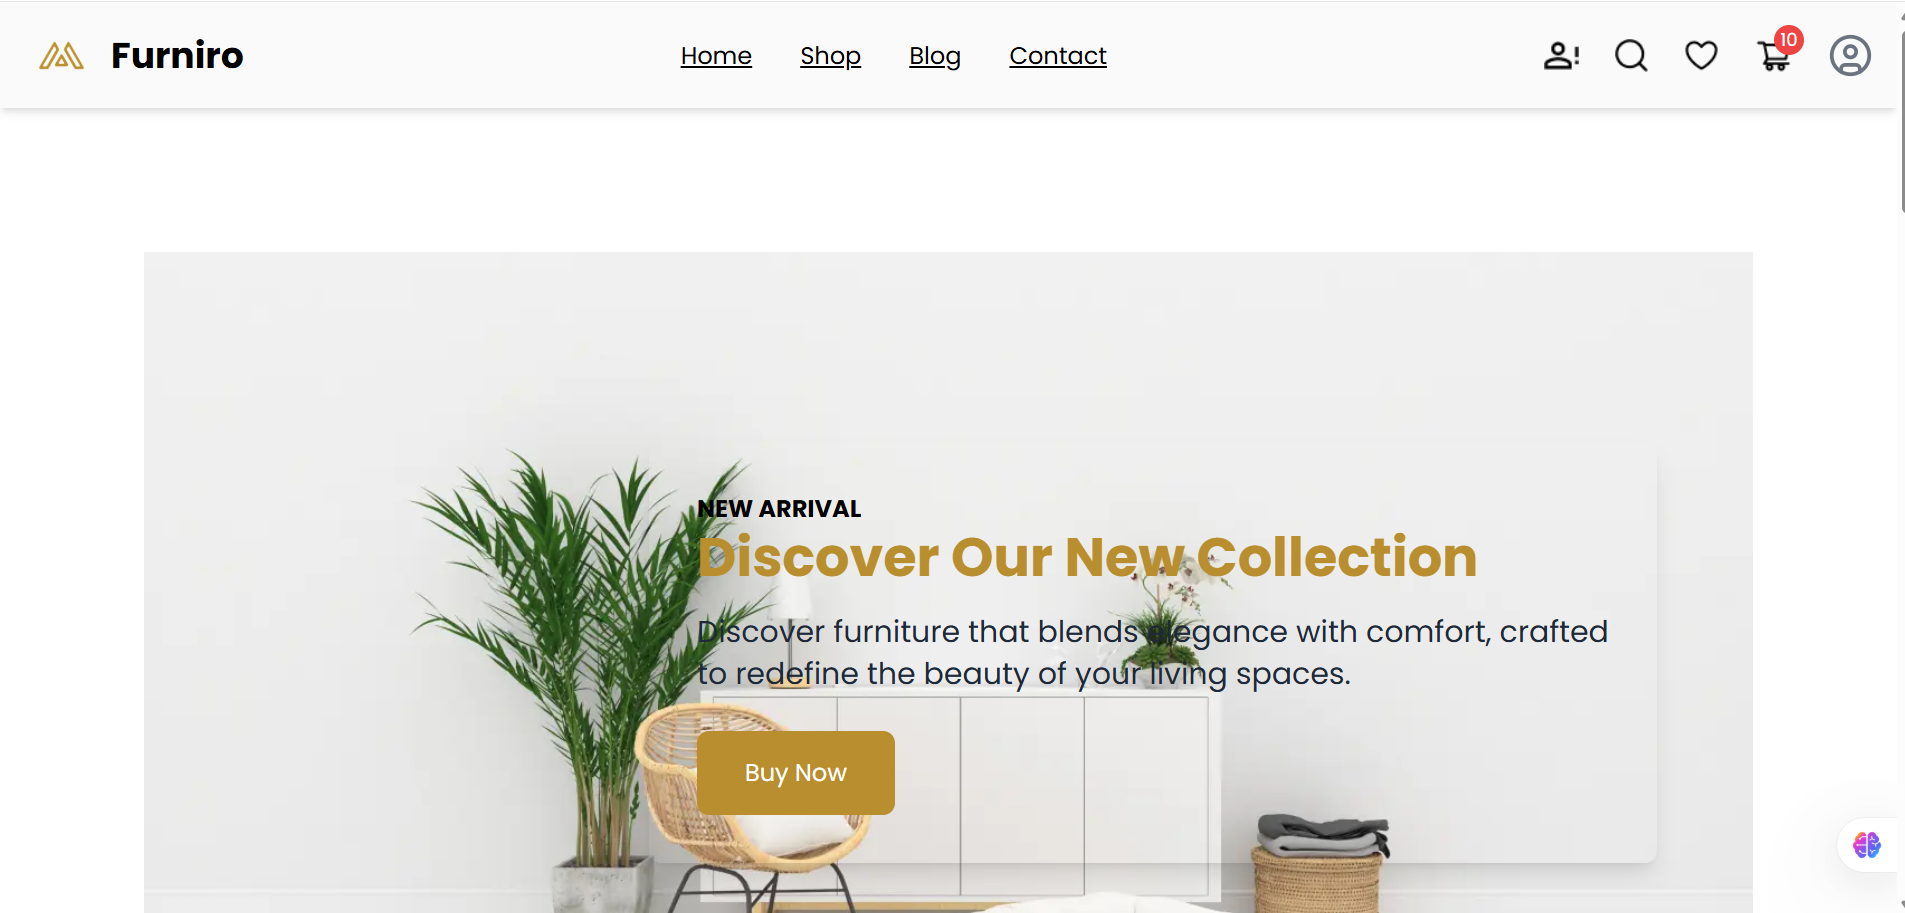 Furniro
Home Shop Blog Contact
10
NEW ARRIVAL
Discover Our New Collection
Discover furniture that blends elegance with comfort, crafted
to redefine the beauty of your living spaces.
Buy Now